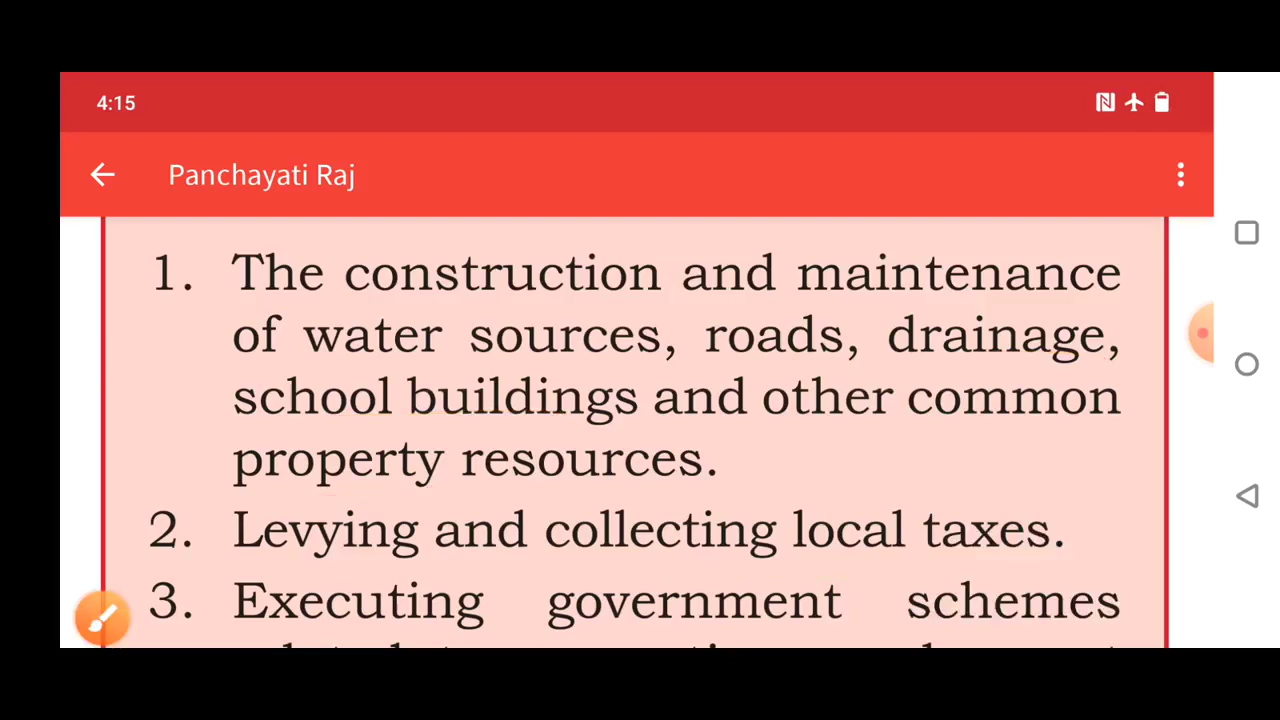 4:15
Panchayati Raj
1. The construction and maintenance
of water sources, roads, drainage,
school buildings and other common
property resources.
2. Levying and collecting local taxes.
3. Executing government schemes